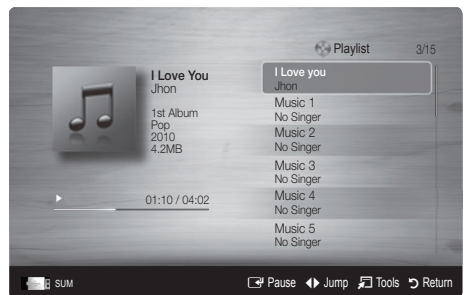 Playlist 3/15
I Love You
Jhon
1st Album
Pop
2010
4.2MB
01:10 / 04:02
I Love you
Jhon
Music 1
No Singer
Music 2
No Singer
Music 3
No Singer
Music 4
No Singer
Music 5
No Singer
SUM Pause Jump Tools Return